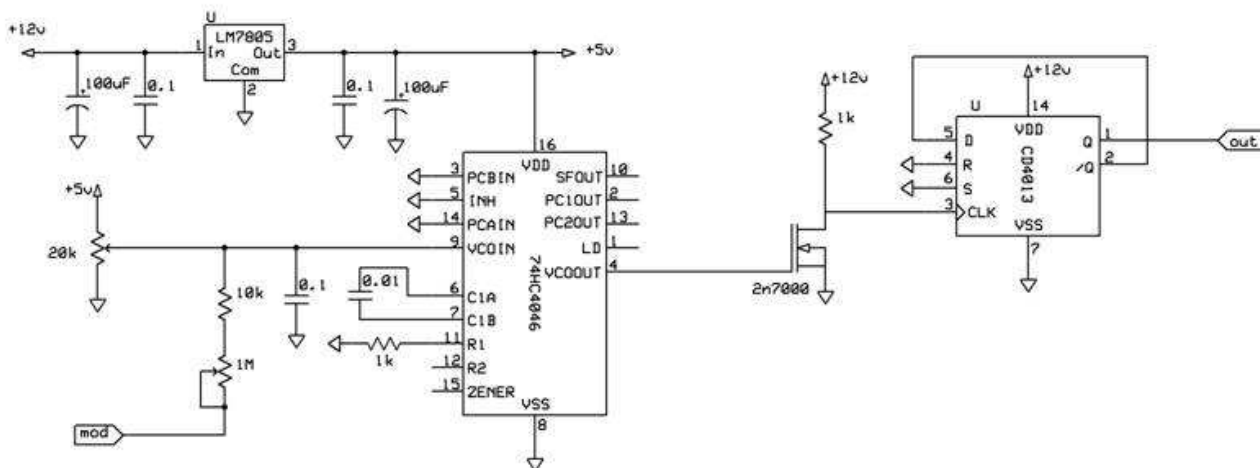 U
+12v
1 In LM7805 Out 3
Com
2
+5v
100uF
0.1
0.1
100uF
16
VDD
3 PCBIN
5 INH
14 PCAIN
9 VCOIN
6 C1A
7 C1B
11 R1
12 R2
15 ZENER
VSS
8
74HC4046
SFOUT 10
PC1OUT 2
PC2OUT 13
LD 1
VCOOUT 4
+5v
20k
10k
0.1
0.01
1k
1M
mod
+12v
1k
2n7000
+12v
U
14
VDD
5 D
4 R
6 S
3 CLK
CD4013
Q 1
/Q 2
VSS
7
out